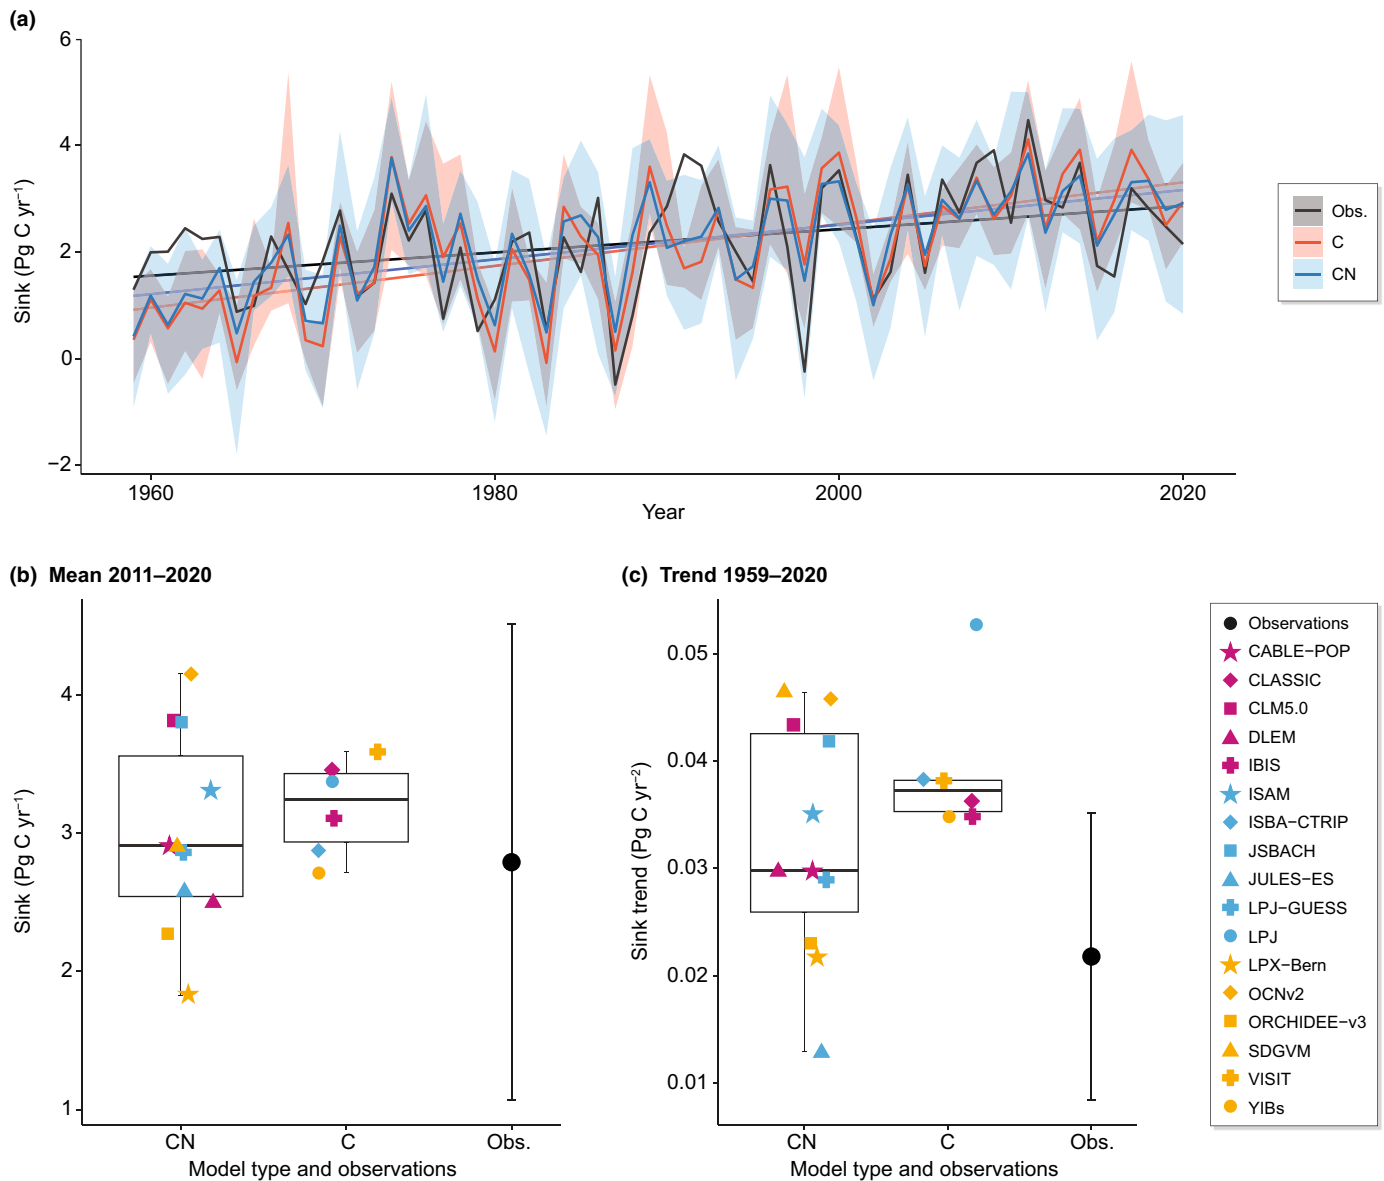 (a)
6
4
2
0
−2
Sink (Pg C yr−1)
1960
1980
2000
2020
Year
Obs.
C
CN
(b) Mean 2011–2020
4
3
2
1
Sink (Pg C yr−1)
CN
C
Obs.
Model type and observations
(c) Trend 1959–2020
0.05
0.04
0.03
0.02
0.01
Sink trend (Pg C yr−2)
CN
C
Obs.
Model type and observations
Observations
CABLE−POP
CLASSIC
CLM5.0
DLEM
IBIS
ISAM
ISBA−CTRIP
JSBACH
JULES−ES
LPJ−GUESS
LPJ
LPX−Bern
OCNv2
ORCHIDEE−v3
SDGVM
VISIT
YIBs